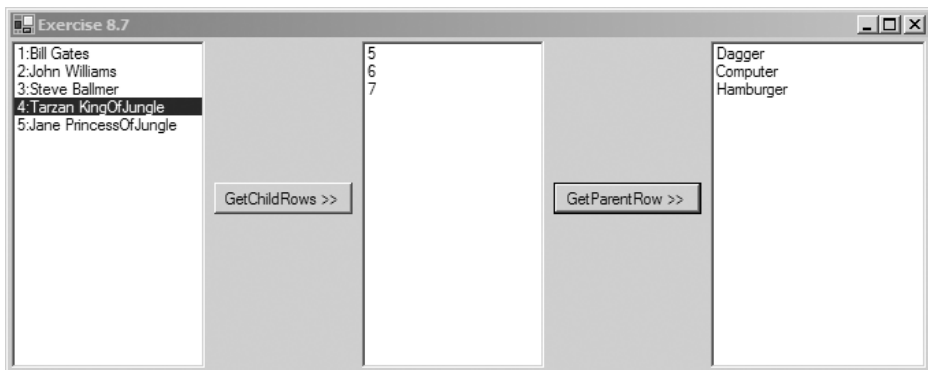 Exercise 8.7
1:Bill Gates
2:John Williams
3:Steve Ballmer
4:Tarzan KingOfJungle
5:Jane PrincessOfJungle
GetChildRows >>
5
6
7
GetParentRow >>
Dagger
Computer
Hamburger